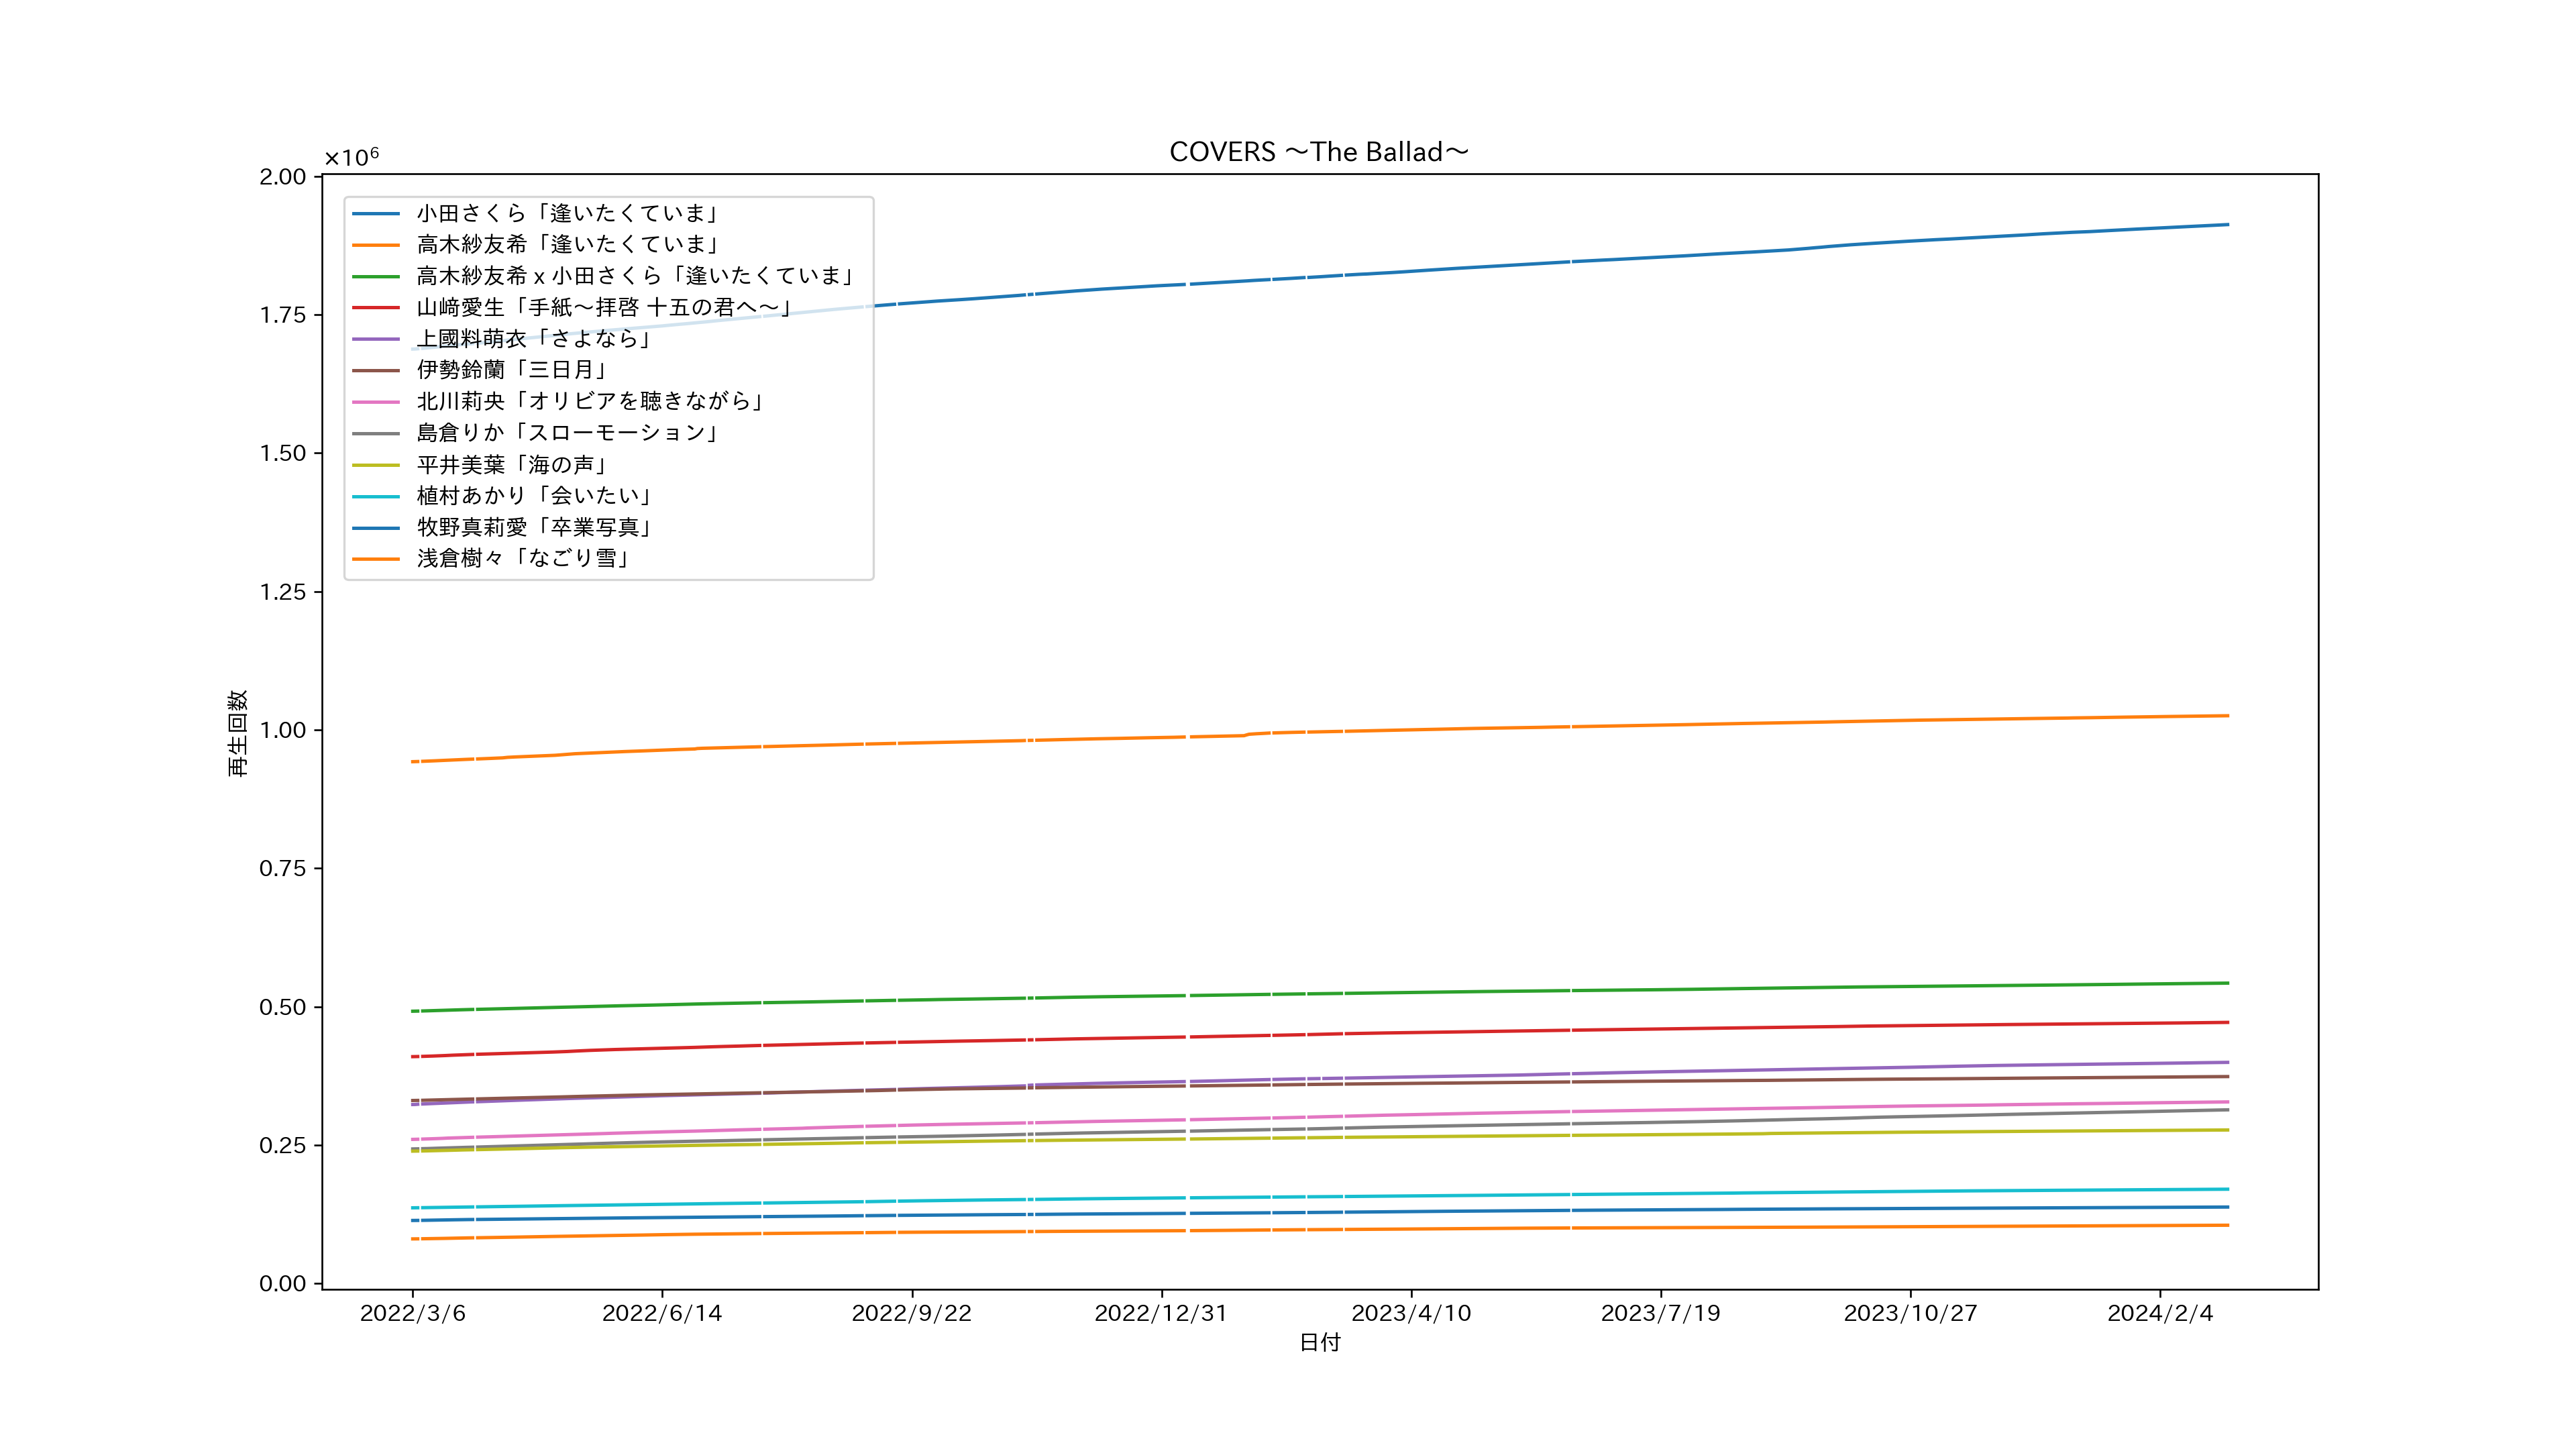 COVERS ～The Ballad～
×10⁶
2.00
1.75
1.50
1.25
1.00
0.75
0.50
0.25
0.00
再生回数
小田さくら「逢いたくていま」
高木紗友希「逢いたくていま」
高木紗友希 x 小田さくら「逢いたくていま」
山﨑愛生「手紙～拝啓 十五の君へ～」
上國料萌衣「さよなら」
伊勢鈴蘭「三日月」
北川莉央「オリビアを聴きながら」
島倉りか「スローモーション」
平井美葉「海の声」
植村あかり「会いたい」
牧野真莉愛「卒業写真」
浅倉樹々「なごり雪」
2022/3/6
2022/6/14
2022/9/22
2022/12/31
2023/4/10
2023/7/19
2023/10/27
2024/2/4
日付